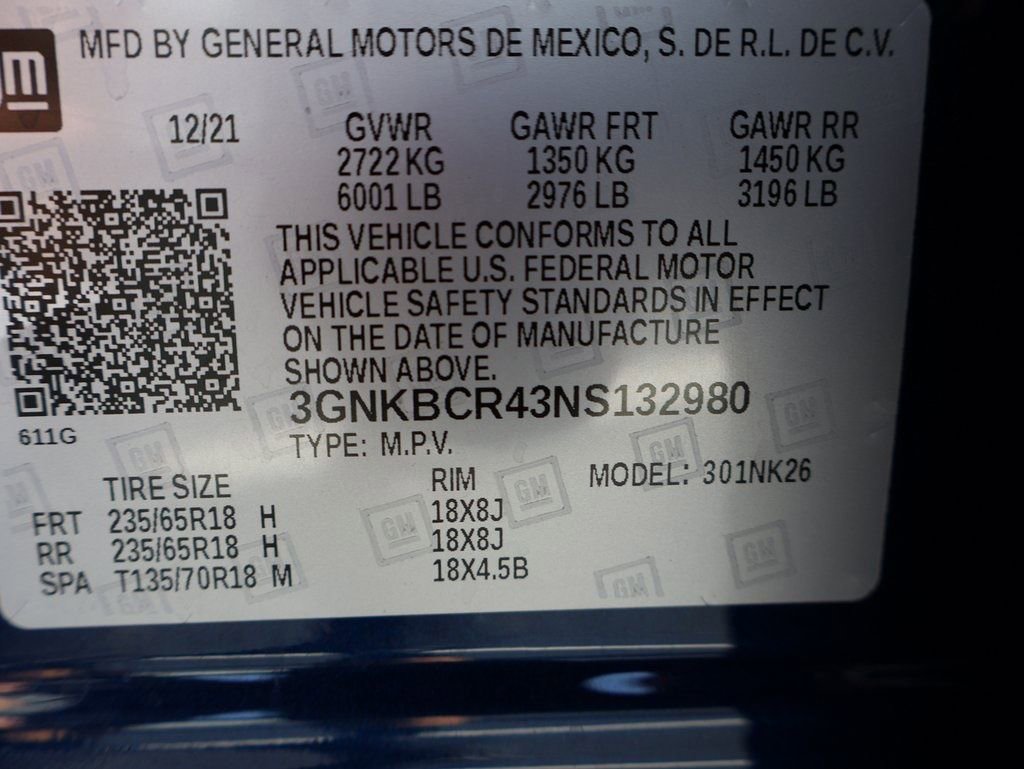 MFD BY GENERAL MOTORS DE MEXICO, S. DE R.L. DE C.V.
12/21 GVWR GAWR FRT GAWR RR
2722 KG 1350 KG 1450 KG
6001 LB 2976 LB 3196 LB
THIS VEHICLE CONFORMS TO ALL
APPLICABLE U.S. FEDERAL MOTOR
VEHICLE SAFETY STANDARDS IN EFFECT
ON THE DATE OF MANUFACTURE
SHOWN ABOVE.
3GNKBCR43NS132980
611G
TYPE: M.P.V.
TIRE SIZE RIM MODEL: 301NK26
FRT 235/65R18 H 18X8J
RR 235/65R18 H 18X8J
SPA T135/70R18 M 18X4.5B